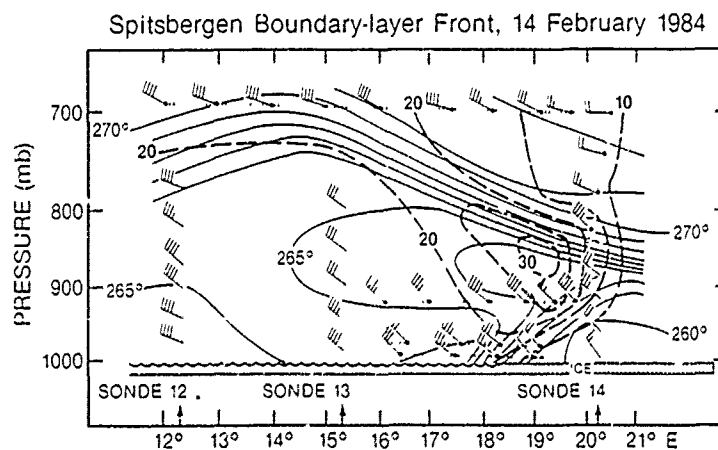 Spitsbergen Boundary-layer Front, 14 February 1984
PRESSURE (mb)
700
800
900
1000
270°
20
20
10
20
265°
30
270°
265°
260°
ICE
SONDE 12
SONDE 13
SONDE 14
12° 13° 14° 15° 16° 17° 18° 19° 20° 21° E